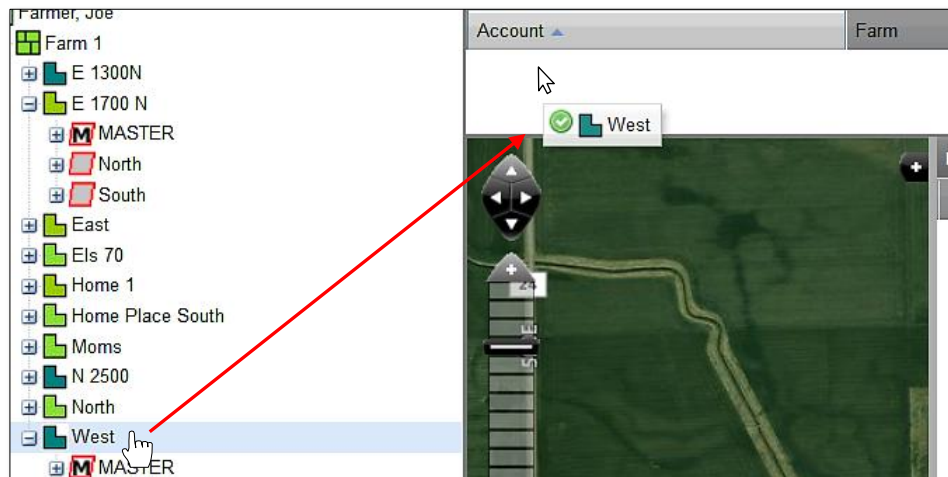 Farmer, Joe
Farm 1
E 1300N
E 1700 N
MASTER
North
South
East
Els 70
Home 1
Home Place South
Moms
N 2500
North
West
MASTER
Account
Farm
West
24